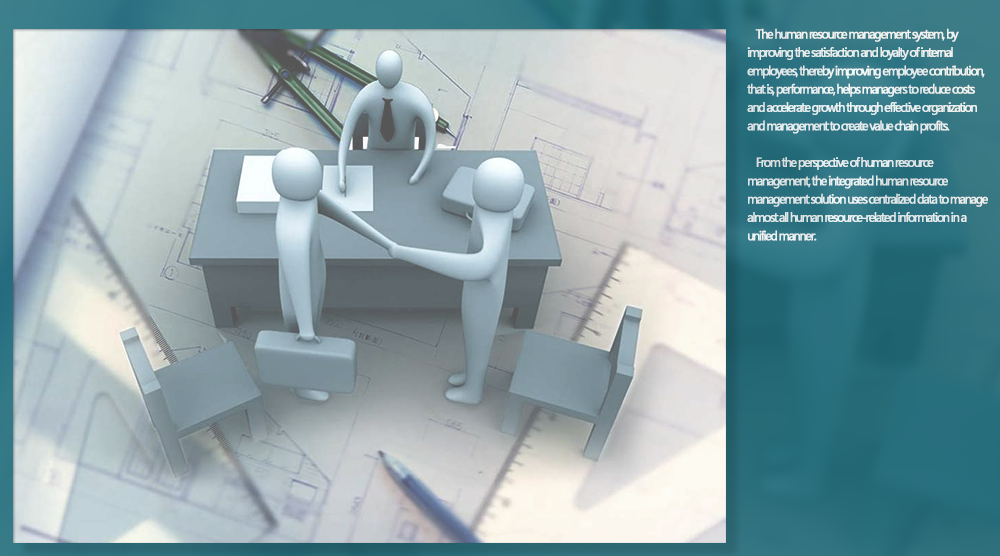 The human resource management system, by
improving the satisfaction and loyalty of internal
employees, thereby improving employee contribution,
that is, performance, helps managers to reduce costs
and accelerate growth through effective organization
and management to create value chain profits.
From the perspective of human resource
management, the integrated human resource
management solution uses centralized data to manage
almost all human resource-related information in a
unified manner.